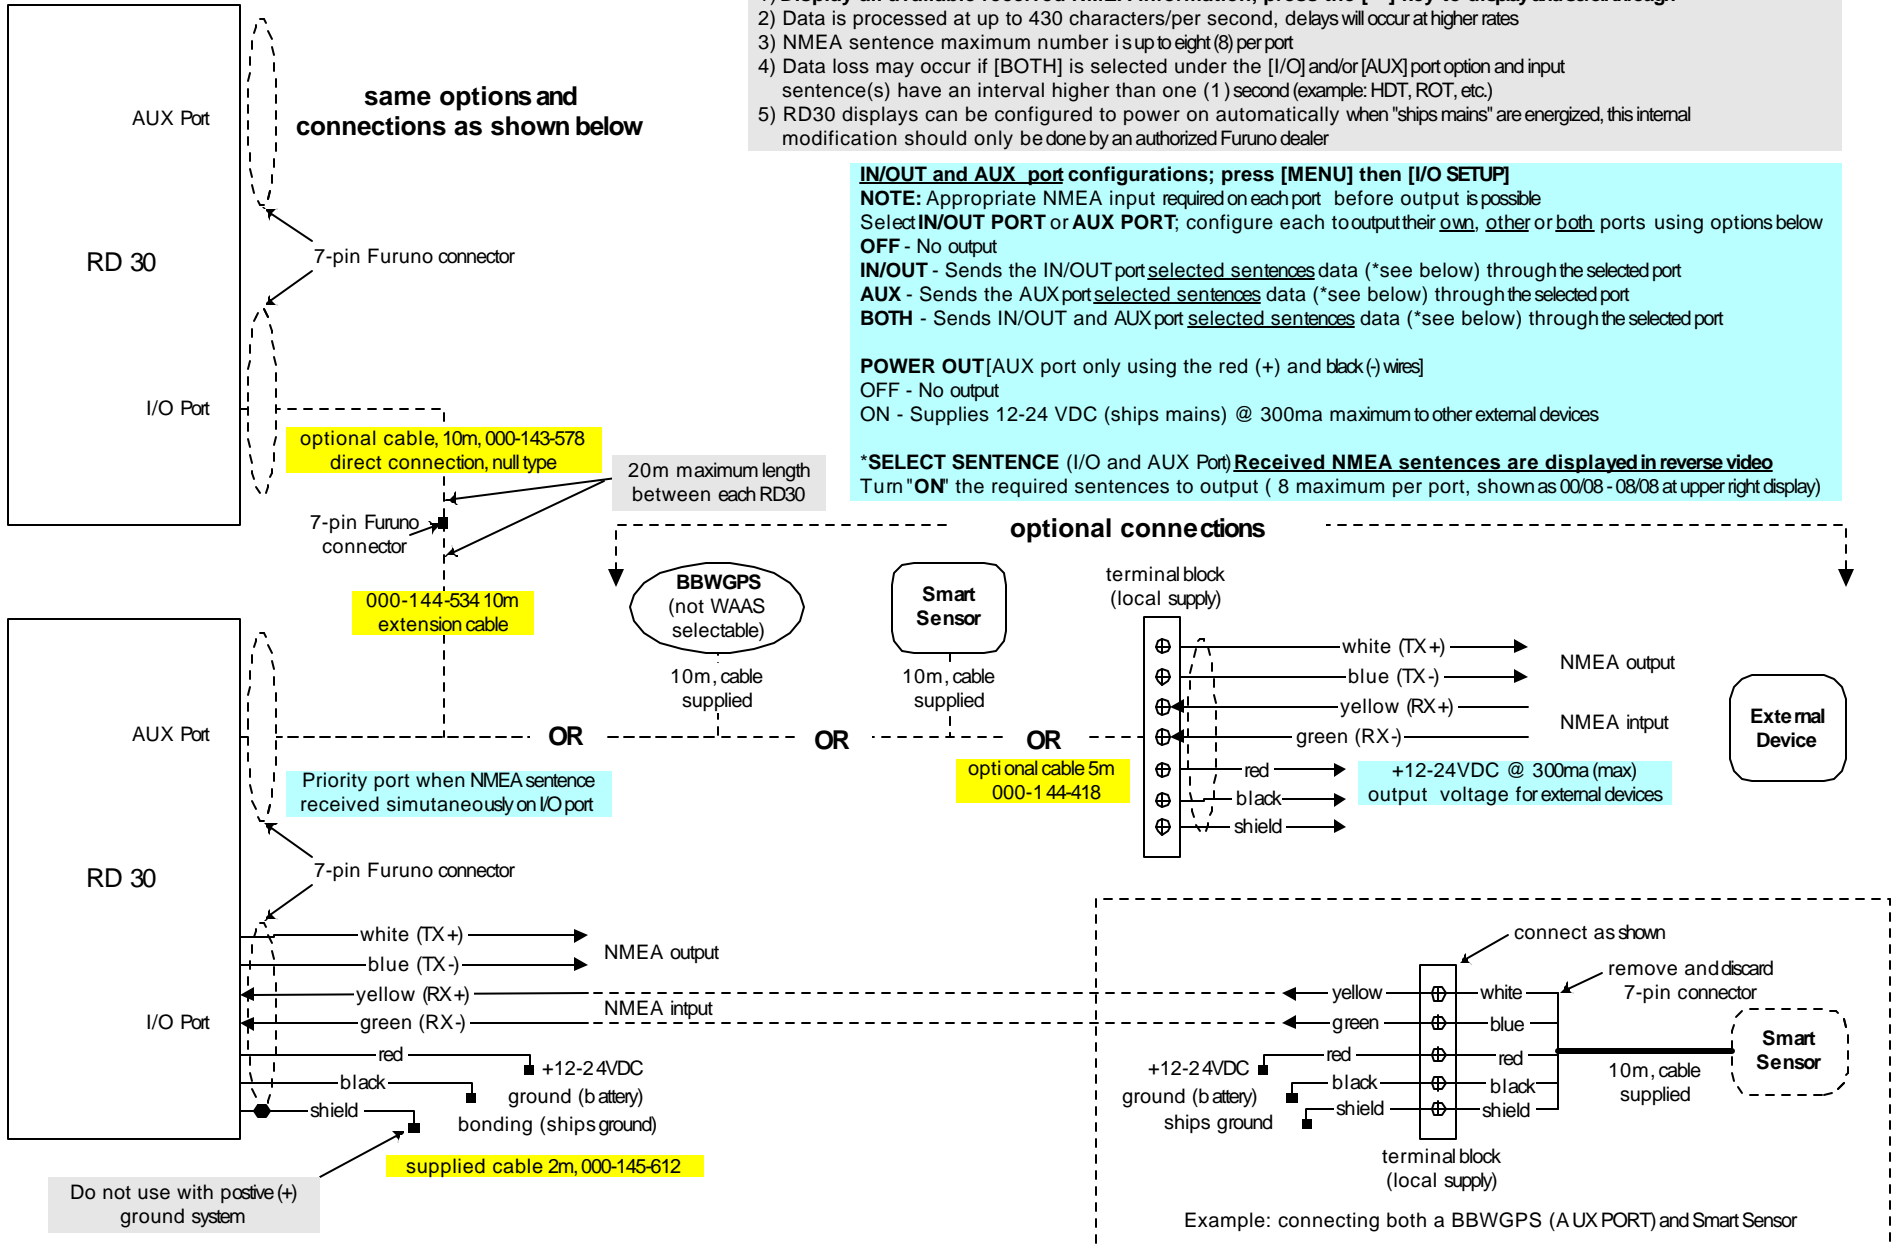 1) Display all available received NMEA information, press the [ ] key to display and scroll through
2) Data is processed at up to 430 characters/per second, delays will occur at higher rates
3) NMEA sentence maximum number is up to eight (8) per port
4) Data loss may occur if [BOTH] is selected under the [I/O] and/or [AUX] port option and input
sentence(s) have an interval higher than one (1) second (example: HDT, ROT, etc.)
5) RD30 displays can be configured to power on automatically when "ships mains" are energized, this internal
modification should only be done by an authorized Furuno dealer
same options and
connections as shown below
AUX Port
RD 30
7-pin Furuno connector
I/O Port
IN/OUT and AUX port configurations; press [MENU] then [I/O SETUP]
NOTE: Appropriate NMEA input required on each port before output is possible
Select IN/OUT PORT or AUX PORT; configure each to output their own, other or both ports using options below
OFF - No output
IN/OUT - Sends the IN/OUT port selected sentences data (*see below) through the selected port
AUX - Sends the AUX port selected sentences data (*see below) through the selected port
BOTH - Sends IN/OUT and AUX port selected sentences data (*see below) through the selected port
POWER OUT [AUX port only using the red (+) and black (-) wires]
OFF - No output
ON - Supplies 12-24 VDC (ships mains) @ 300ma maximum to other external devices
*SELECT SENTENCE (I/O and AUX Port) Received NMEA sentences are displayed in reverse video
Turn "ON" the required sentences to output ( 8 maximum per port, shown as 00/08 - 08/08 at upper right display)
optional cable, 10m, 000-143-578
direct connection, null type
20m maximum length
between each RD30
7-pin Furuno
connector
000-144-534 10m
extension cable
optional connections
BBWGPS
(not WAAS
selectable)
10m, cable
supplied
Smart
Sensor
10m, cable
supplied
terminal block
(local supply)
white (TX+)
blue (TX-)
NMEA output
yellow (RX+)
green (RX-)
NMEA intput
red
black
shield
+12-24VDC @ 300ma (max)
output voltage for external devices
External
Device
AUX Port
OR
OR
OR
optional cable 5m
000-144-418
Priority port when NMEA sentence
received simutaneously on I/O port
RD 30
7-pin Furuno connector
I/O Port
white (TX+)
blue (TX-)
NMEA output
yellow (RX+)
green (RX-)
NMEA intput
red
+12-24VDC
black
ground (battery)
shield
bonding (ships ground)
supplied cable 2m, 000-145-612
Do not use with postive (+)
ground system
connect as shown
remove and discard
7-pin connector
yellow
white
green
blue
+12-24VDC
red
red
ground (battery)
black
black
ships ground
shield
shield
10m, cable
supplied
Smart
Sensor
terminal block
(local supply)
Example: connecting both a BBWGPS (AUX PORT) and Smart Sensor